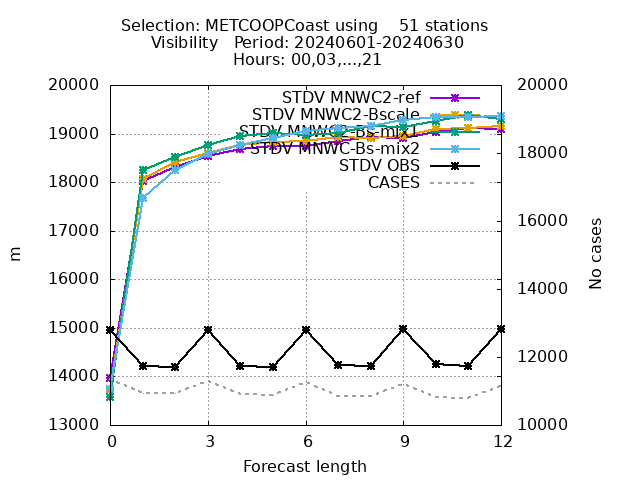 Selection: METCOOPCoast using    51 stations
Visibility   Period: 20240601-20240630
Hours: 00,03,...,21
20000
19000
18000
17000
16000
15000
14000
13000
20000
18000
16000
14000
12000
10000
STDV MNWC2-ref
STDV MNWC2-Bscale
STDV MNWC2-Bs-mix1
STDV MNWC-Bs-mix2
STDV OBS
CASES
m
No cases
0 3 6 9 12
Forecast length